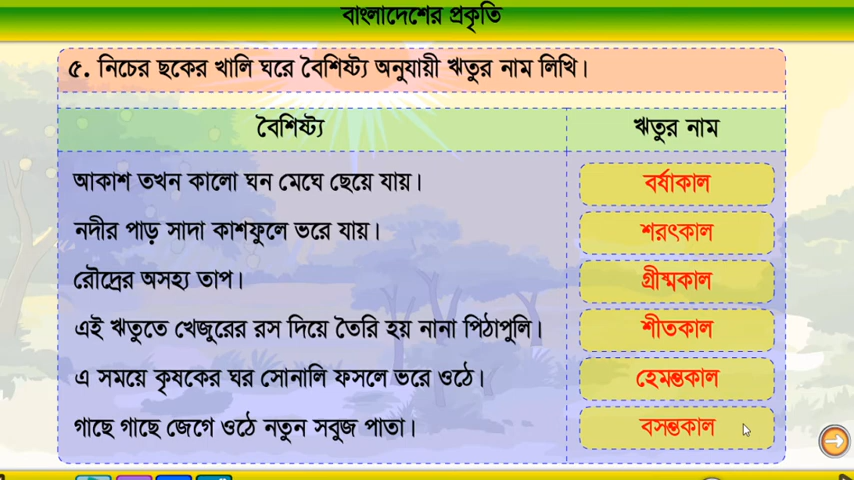 বাংলাদেশের প্রকৃতি
৫. নিচের ছকের খালি ঘরে বৈশিষ্ট্য অনুযায়ী ঋতুর নাম লিখি।
বৈশিষ্ট্য ঋতুর নাম
আকাশ তখন কালো ঘন মেঘে ছেয়ে যায়। বর্ষাকাল
নদীর পাড় সাদা কাশফুলে ভরে যায়। শরৎকাল
রৌদ্রের অসহ্য তাপ। গ্রীষ্মকাল
এই ঋতুতে খেজুরের রস দিয়ে তৈরি হয় নানা পিঠাপুলি। শীতকাল
এ সময়ে কৃষকের ঘর সোনালি ফসলে ভরে ওঠে। হেমন্তকাল
গাছে গাছে জেগে ওঠে নতুন সবুজ পাতা। বসন্তকাল